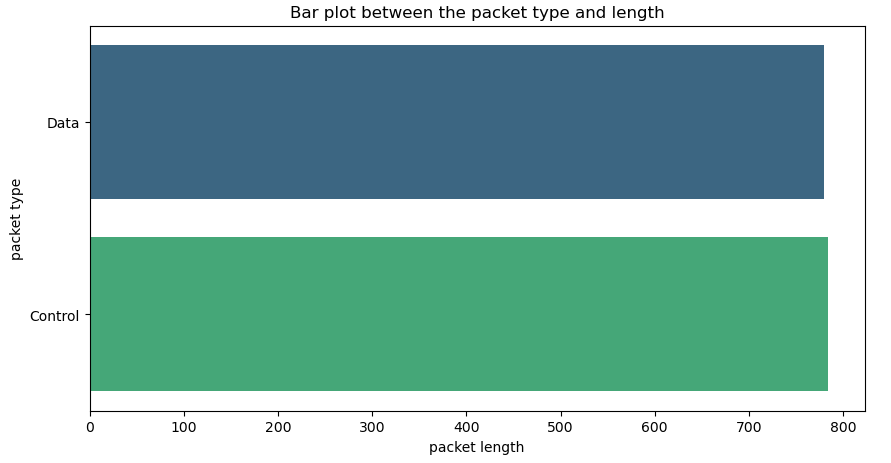 Bar plot between the packet type and length
packet type
Data
Control
0 100 200 300 400 500 600 700 800
packet length